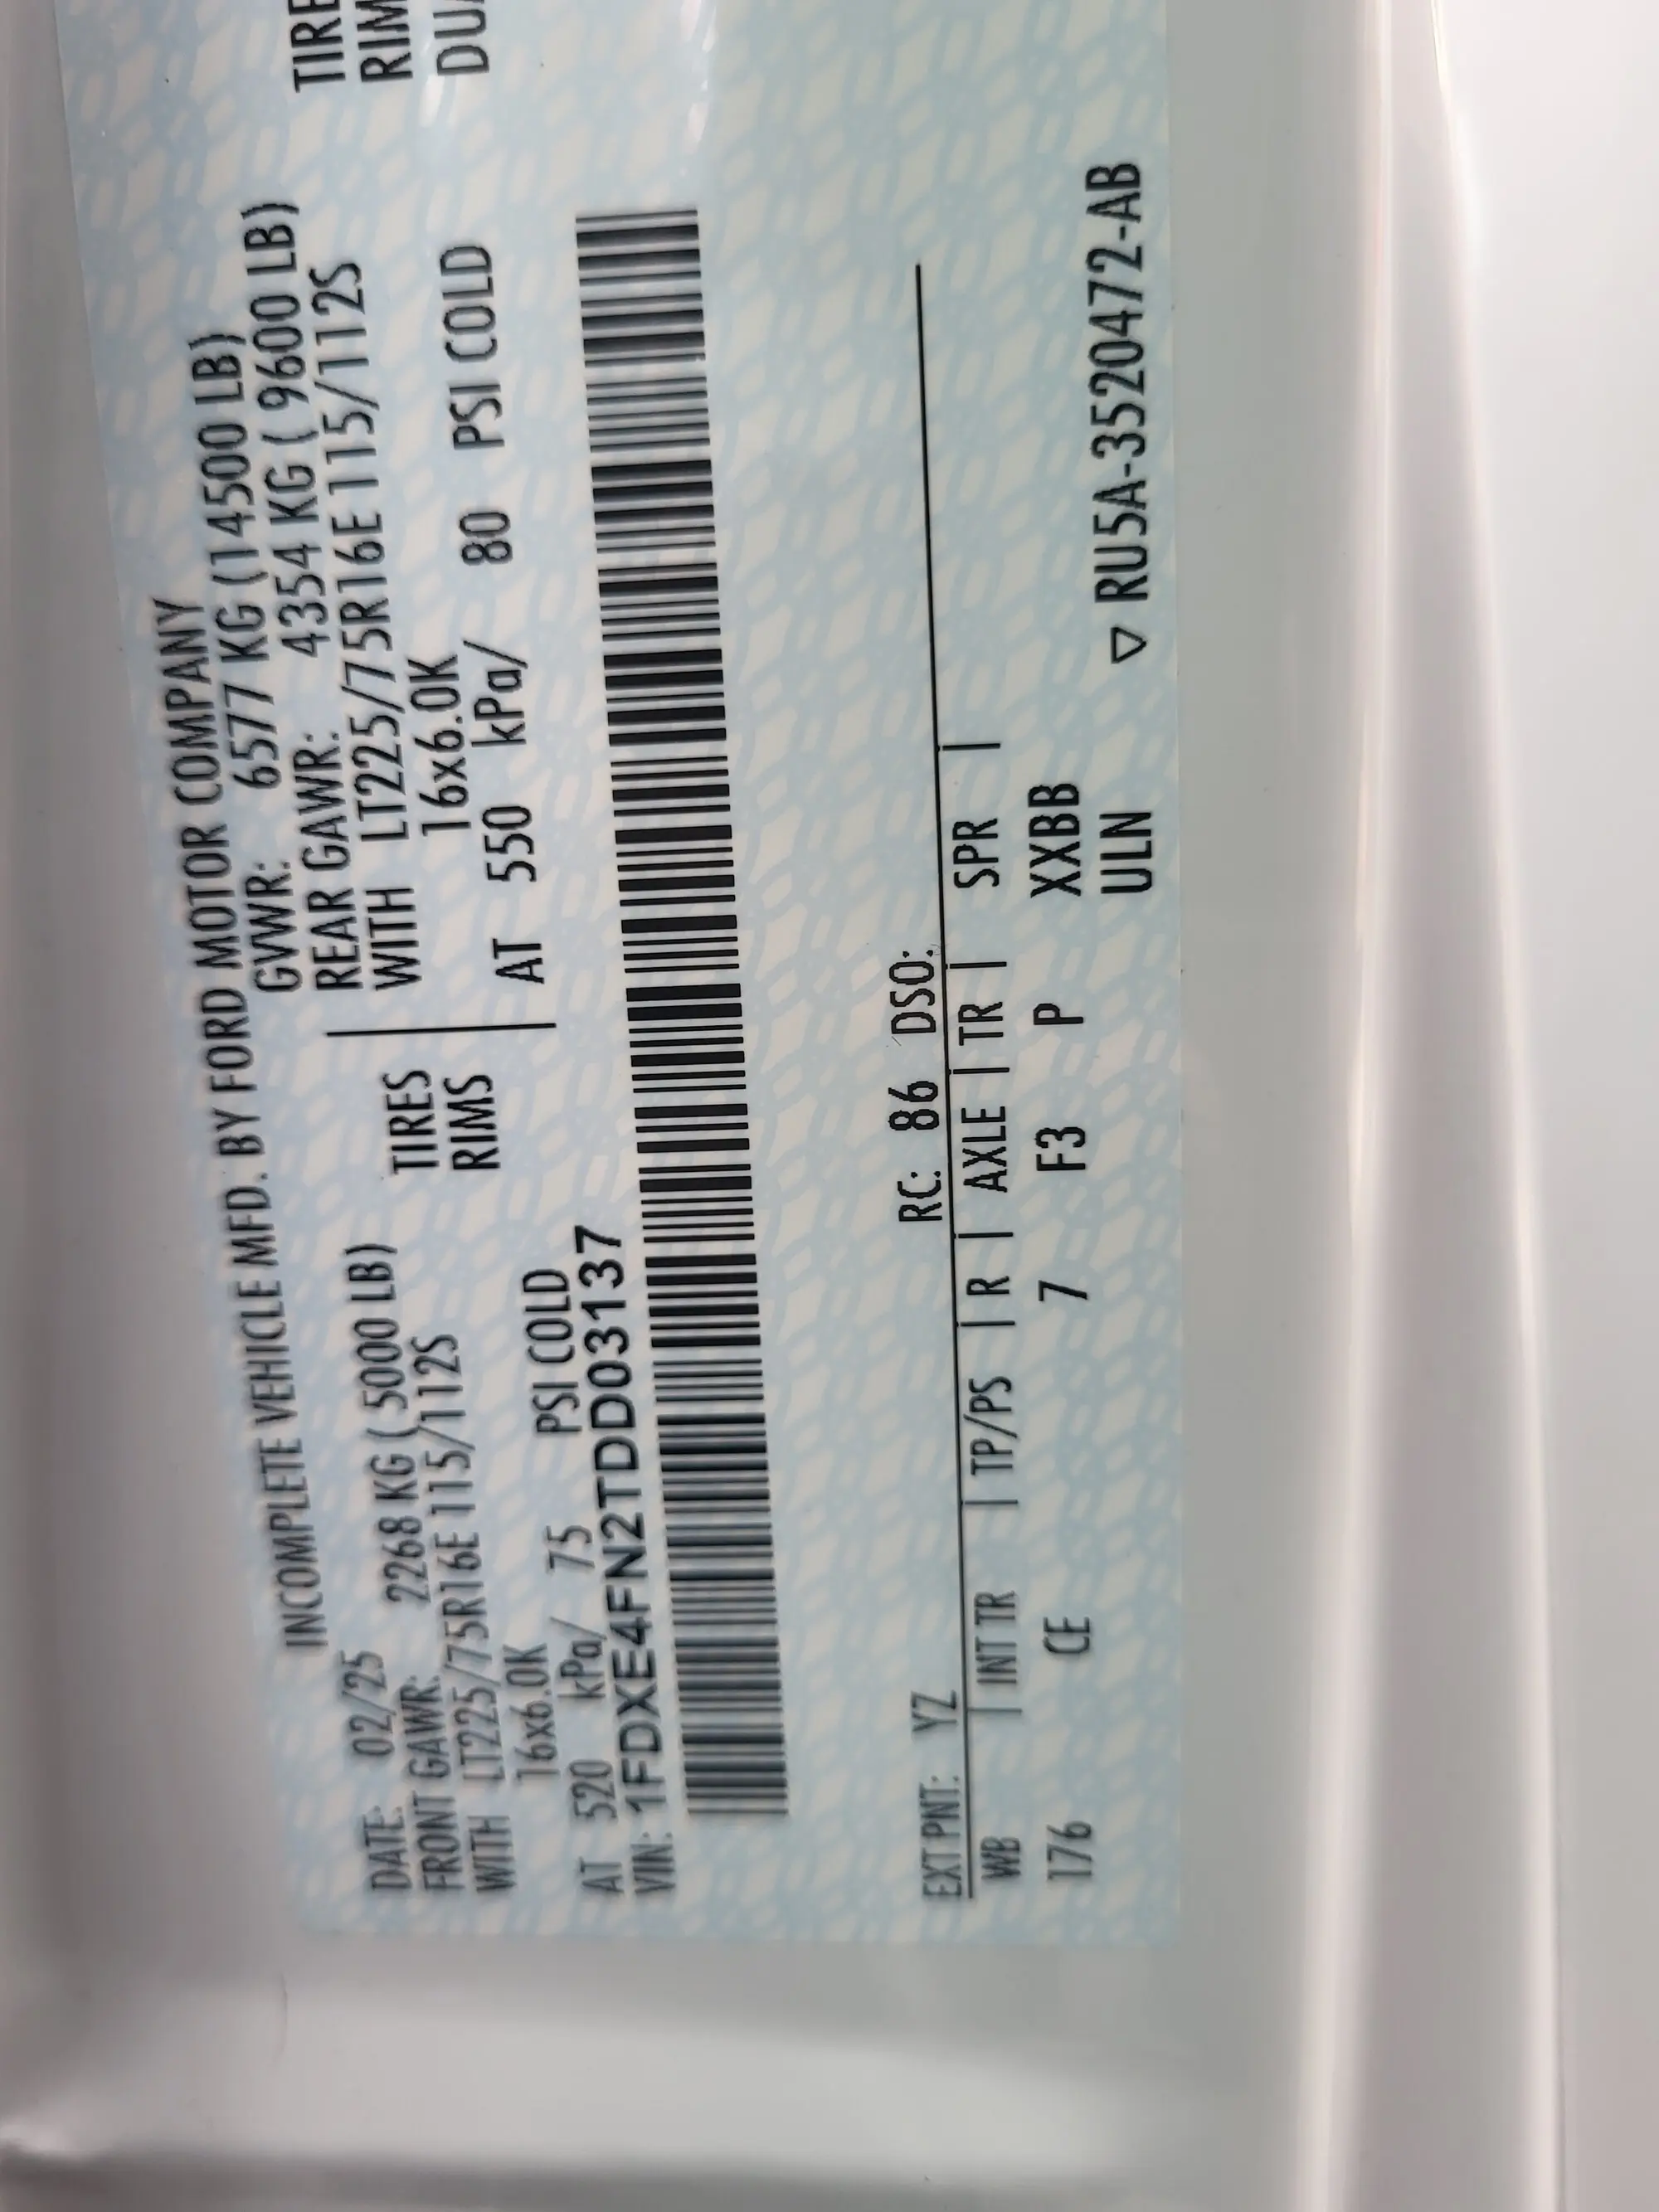 INCOMPLETE VEHICLE MFD. BY FORD MOTOR COMPANY
DATE: 02/25 GVWR: 6577 KG (14500 LB)
FRONT GAWR: 2268 KG ( 5000 LB) REAR GAWR: 4354 KG ( 9600 LB)
WITH LT225/75R16E 115/112S TIRES WITH LT225/75R16E 115/112S TIRE
16x6.0K RIMS 16x6.0K RIM
AT 520 kPa/ 75 PSI COLD AT 550 kPa/ 80 PSI COLD DUA
VIN: 1FDXE4FN2TDD03137
EXT PNT: YZ RC: 86 DSO:
WB | INT TR | TP/PS | R | AXLE | TR | SPR |
176 CE 7 F3 P XXBB
ULN ▽ RU5A-3520472-AB